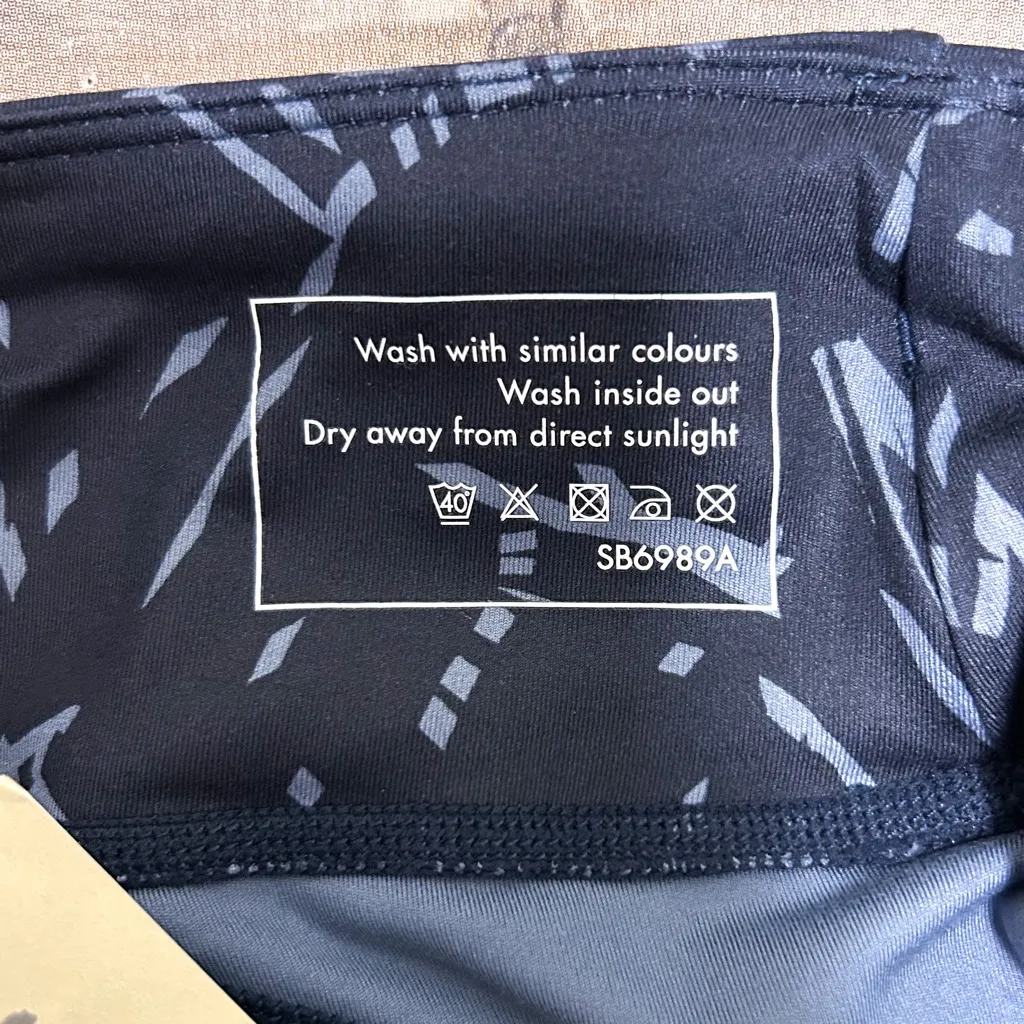 Wash with similar colours
Wash inside out
Dry away from direct sunlight
40°
SB6989A